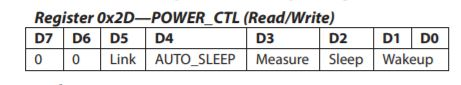 Register 0x2D—POWER_CTL (Read/Write)
D7 D6 D5 D4 D3 D2 D1 D0
0 0 Link AUTO_SLEEP Measure Sleep Wakeup